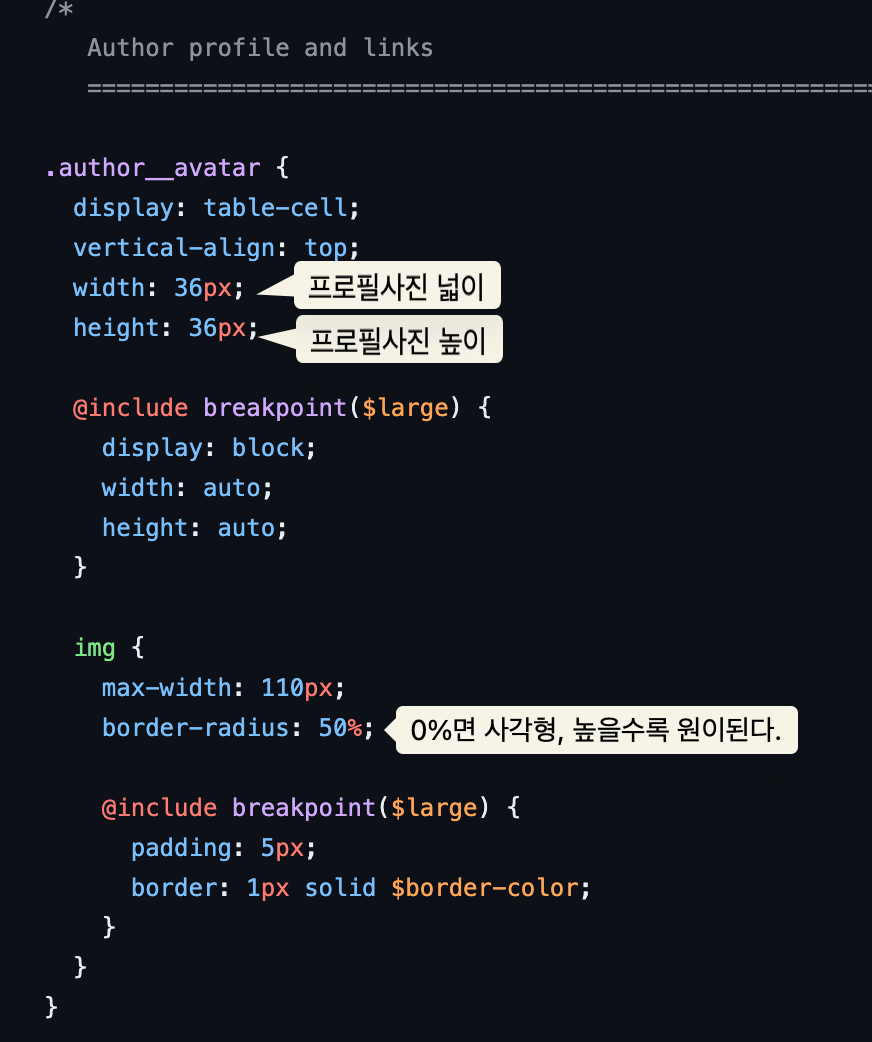 /*
Author profile and links
==========================================================
.author__avatar {
display: table-cell;
vertical-align: top;
width: 36px;
프로필사진 넓이
height: 36px;
프로필사진 높이
@include breakpoint($large) {
display: block;
width: auto;
height: auto;
}
img {
max-width: 110px;
border-radius: 50%;
0%면 사각형, 높을수록 원이된다.
@include breakpoint($large) {
padding: 5px;
border: 1px solid $border-color;
}
}
}